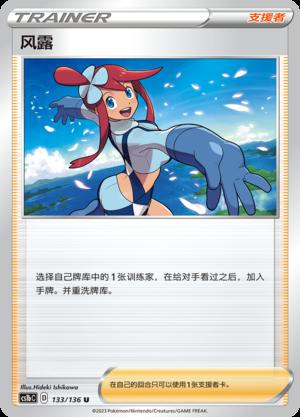 TRAINER 支援者
风露
选择自己牌库中的1张训练家，在给对手看过之后，加入
手牌。并重洗牌库。
Illus.Hideki Ishikawa
cs1bC D 133/136 U
在自己的回合只可以使用1张支援者卡。
©2023 Pokémon/Nintendo/Creatures/GAME FREAK.